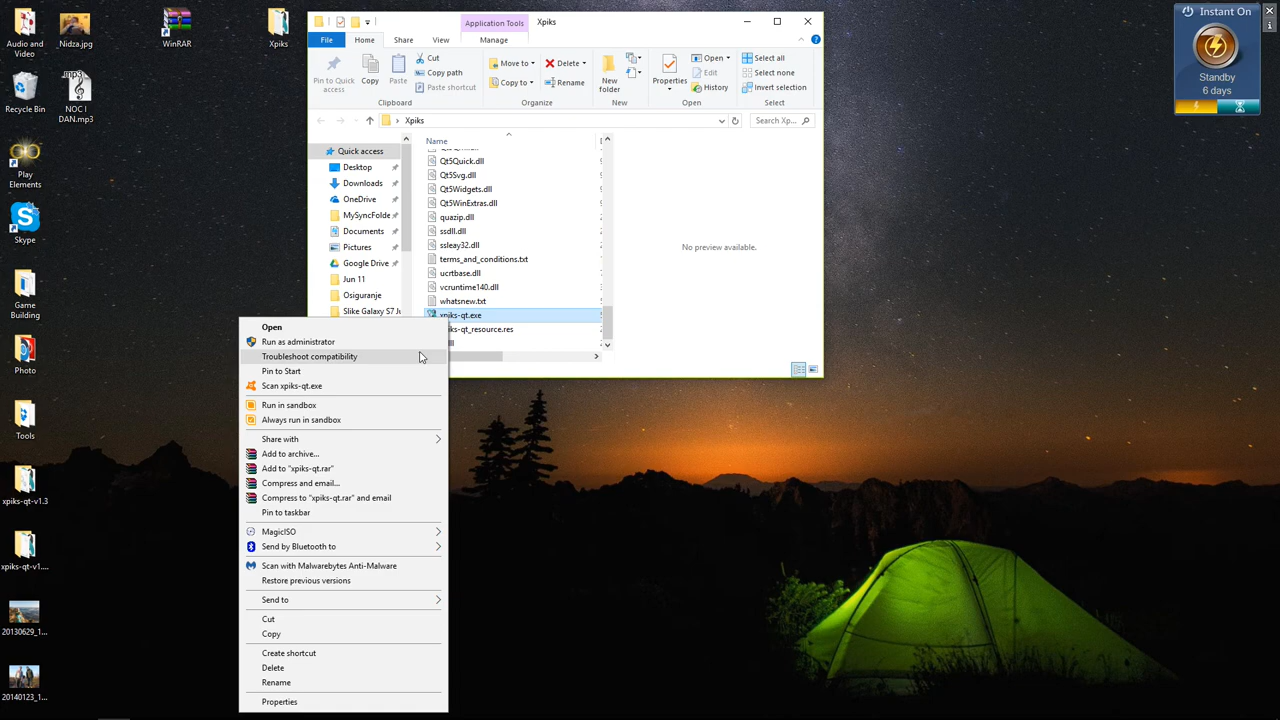 Audio and
Video
Recycle Bin
Play
Elements
Skype
Game
Building
Photo
Tools
xpiks-qt-v1.3
xpiks-qt-v1...
20130629_1...
20140123_1...
_Nidza.jpg
mp3
NOC I
DAN.mp3
WinRAR
Xpiks
Application Tools
Xpiks
File
Home
Share
View
Manage
Pin to Quick
access
Copy
Paste
Cut
Copy path
Paste shortcut
Clipboard
Move to
Copy to
Delete
Rename
Organize
New
folder
New
Properties
Open
Edit
History
Open
Select all
Select none
Invert selection
Select
Xpiks
Search Xp...
Quick access
Desktop
Downloads
OneDrive
MySyncFolde
Documents
Pictures
Google Drive
Jun 11
Osiguranje
Slike Galaxy S7 Ju
Name
Qt5Quick.dll
Qt5Svg.dll
Qt5Widgets.dll
Qt5WinExtras.dll
quazip.dll
ssdll.dll
ssleay32.dll
terms_and_conditions.txt
ucrtbase.dll
vcruntime140.dll
whatsnew.txt
xpiks-qt.exe
iks-qt_resource.res
No preview available.
Open
Run as administrator
Troubleshoot compatibility
Pin to Start
Scan xpiks-qt.exe
Run in sandbox
Always run in sandbox
Share with
Add to archive...
Add to "xpiks-qt.rar"
Compress and email...
Compress to "xpiks-qt.rar" and email
Pin to taskbar
MagicISO
Send by Bluetooth to
Scan with Malwarebytes Anti-Malware
Restore previous versions
Send to
Cut
Copy
Create shortcut
Delete
Rename
Properties
Instant On
Standby
6 days